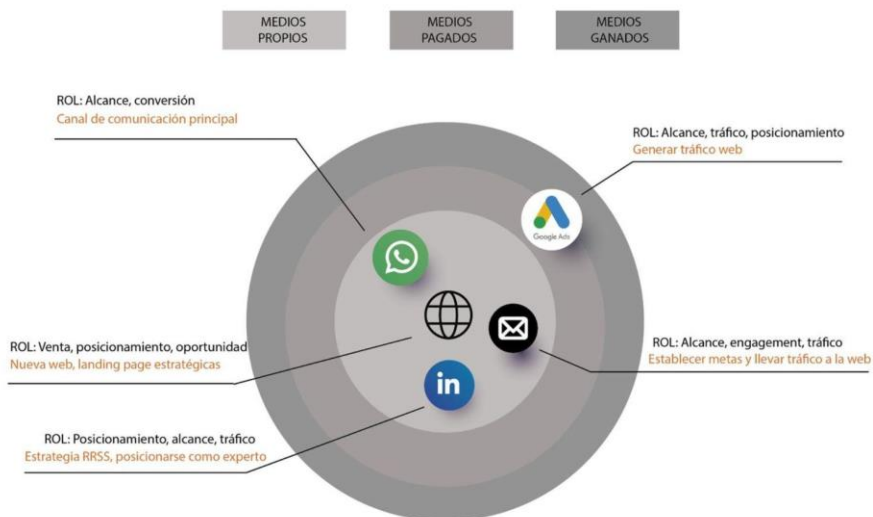 MEDIOS
PROPIOS
MEDIOS
PAGADOS
MEDIOS
GANADOS
ROL: Alcance, conversión
Canal de comunicación principal
ROL: Alcance, tráfico, posicionamiento
Generar tráfico web
Google Ads
ROL: Venta, posicionamiento, oportunidad
Nueva web, landing page estratégicas
ROL: Alcance, engagement, tráfico
Establecer metas y llevar tráfico a la web
in
ROL: Posicionamiento, alcance, tráfico
Estrategia RRSS, posicionarse como experto